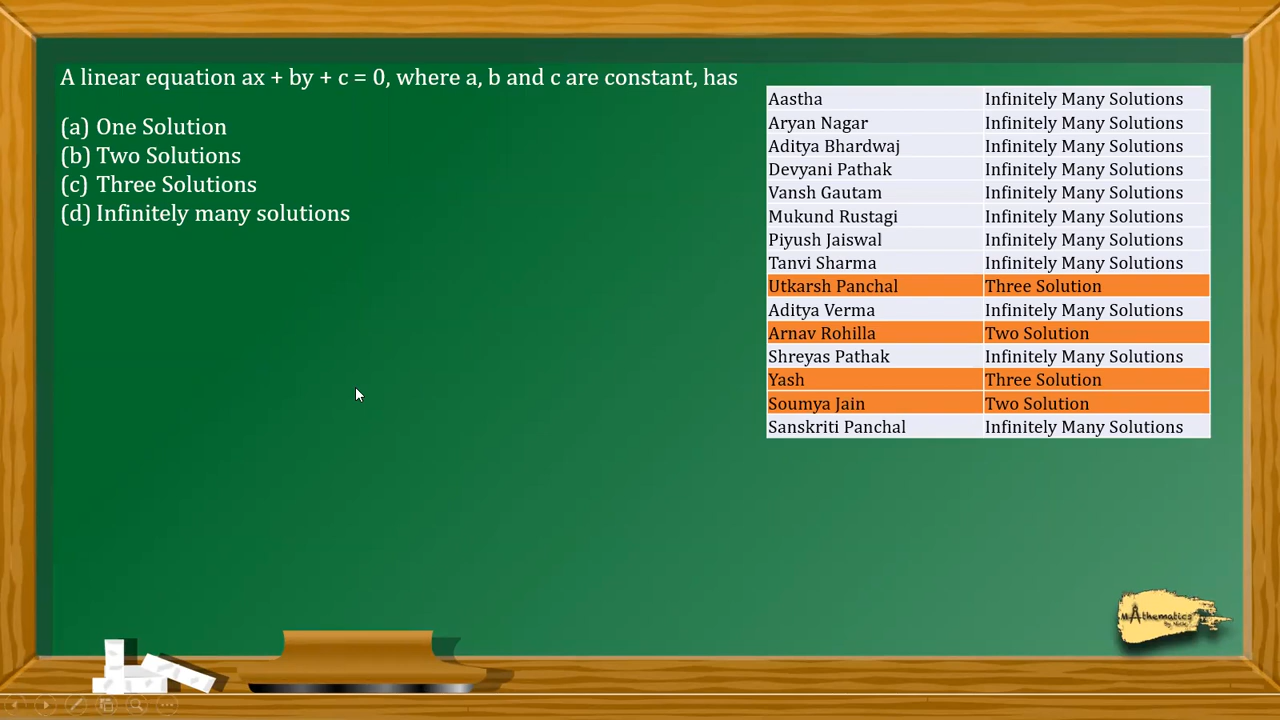 A linear equation ax + by + c = 0, where a, b and c are constant, has
(a) One Solution
(b) Two Solutions
(c) Three Solutions
(d) Infinitely many solutions
Aastha Infinitely Many Solutions
Aryan Nagar Infinitely Many Solutions
Aditya Bhardwaj Infinitely Many Solutions
Devyani Pathak Infinitely Many Solutions
Vansh Gautam Infinitely Many Solutions
Mukund Rustagi Infinitely Many Solutions
Piyush Jaiswal Infinitely Many Solutions
Tanvi Sharma Infinitely Many Solutions
Utkarsh Panchal Three Solution
Aditya Verma Infinitely Many Solutions
Arnav Rohilla Two Solution
Shreyas Pathak Infinitely Many Solutions
Yash Three Solution
Soumya Jain Two Solution
Sanskriti Panchal Infinitely Many Solutions
MAthematics